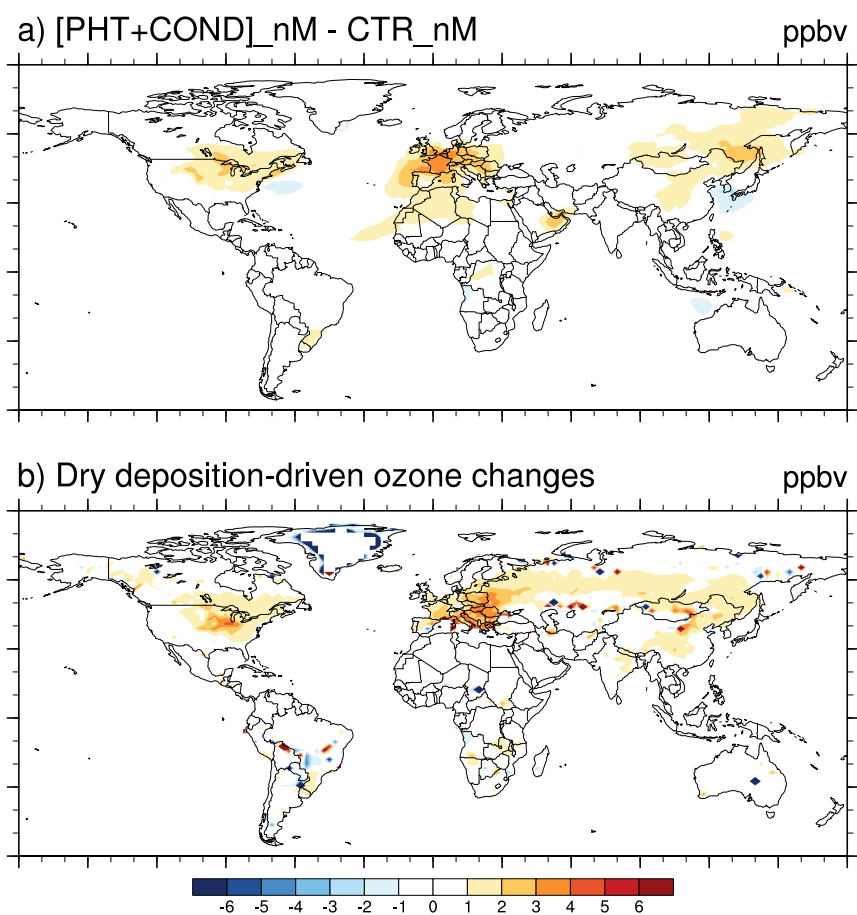 a) [PHT+COND]_nM - CTR_nM ppbv
b) Dry deposition-driven ozone changes ppbv
-6 -5 -4 -3 -2 -1 0 1 2 3 4 5 6